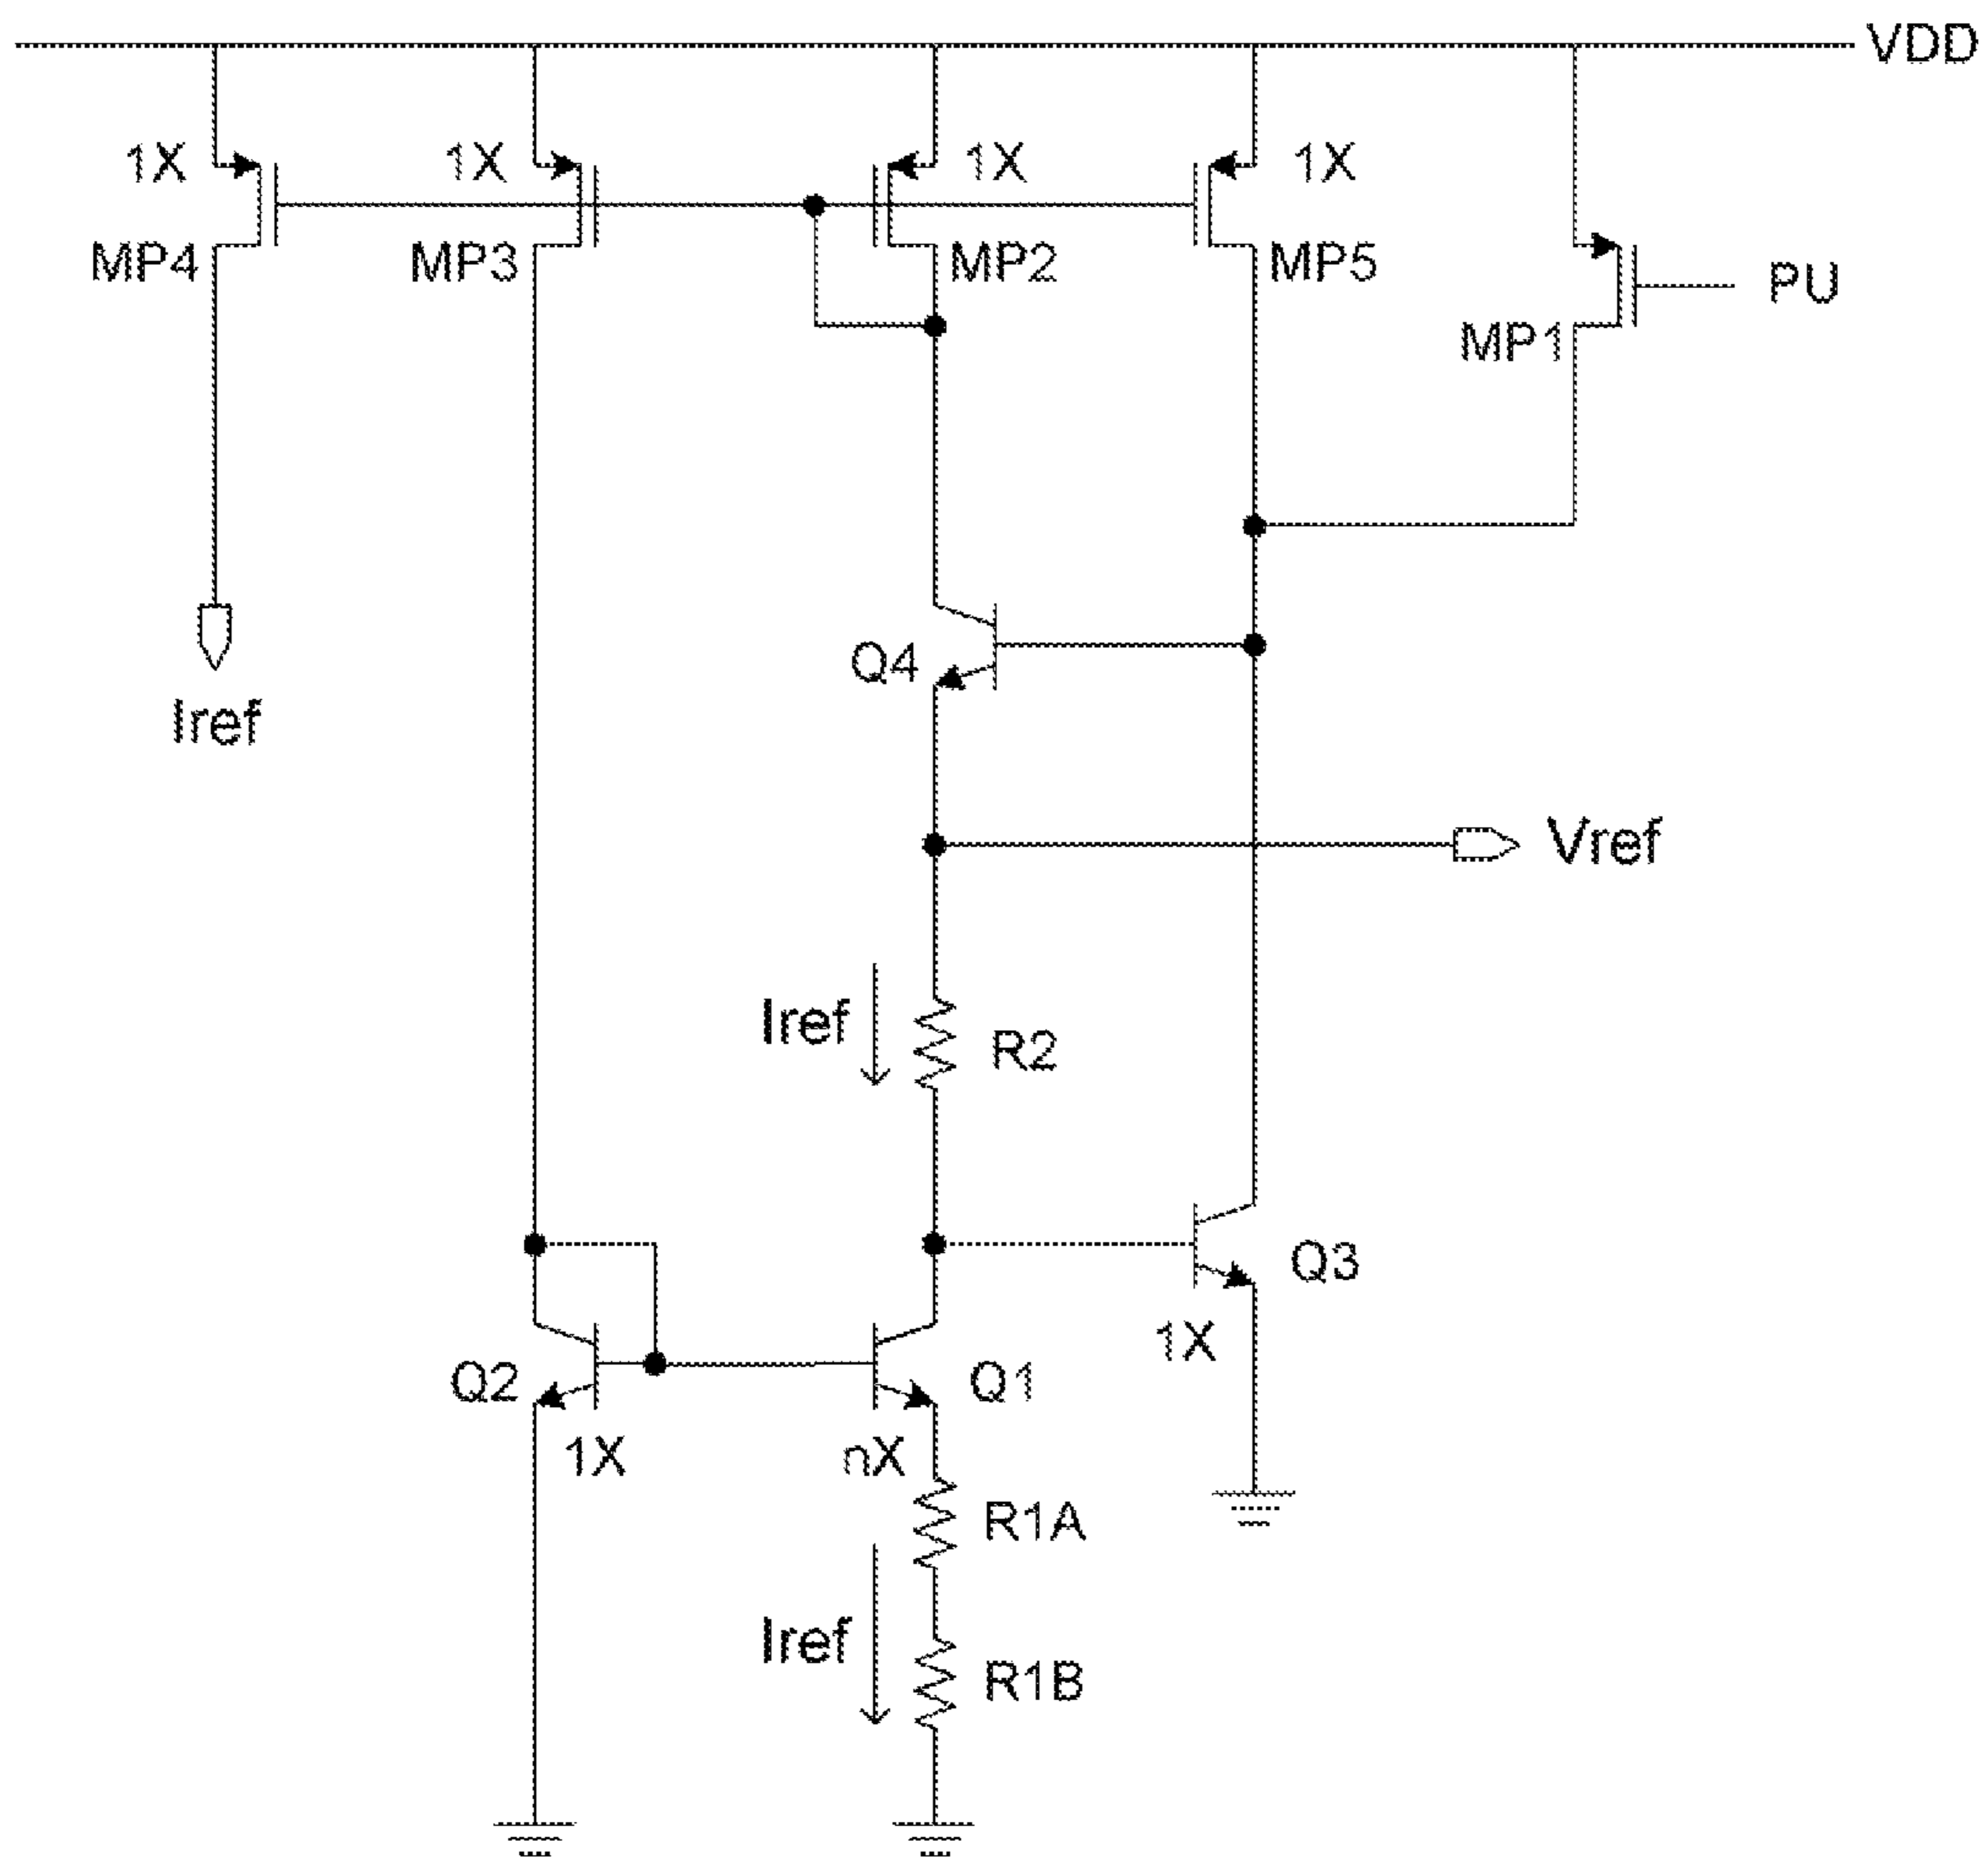 VDD
1X
1X
1X
1X
MP4
MP3
MP2
MP5
PU
MP1
Q4
Iref
Vref
Iref
R2
Q3
1X
Q2
Q1
1X
nX
R1A
Iref
R1B